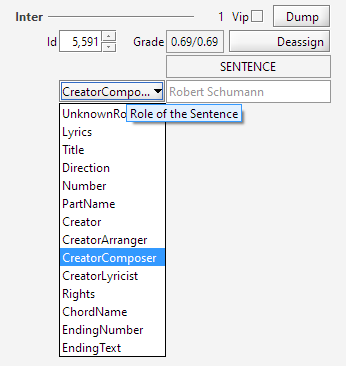 Inter 1 Vip Dump
Id 5,591 Grade 0.69/0.69 Deassign
SENTENCE
CreatorCompo... Robert Schumann
UnknownRo
Role of the Sentence
Lyrics
Title
Direction
Number
PartName
Creator
CreatorArranger
CreatorComposer
CreatorLyricist
Rights
ChordName
EndingNumber
EndingText